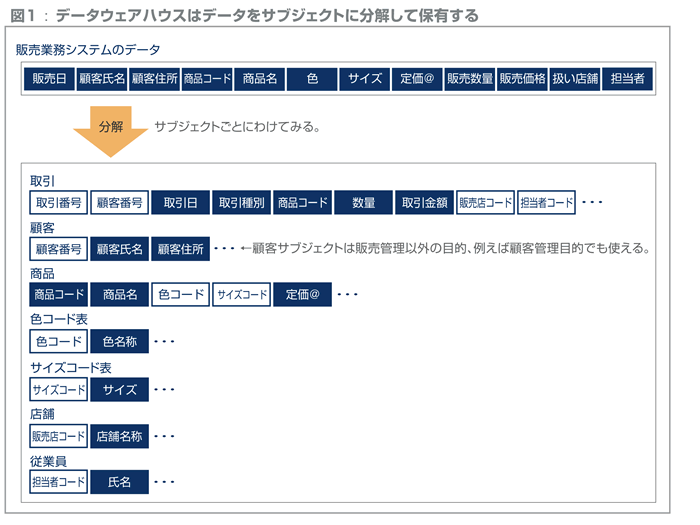 図1：データウェアハウスはデータをサブジェクトに分解して保有する
販売業務システムのデータ
販売日 顧客氏名 顧客住所 商品コード 商品名 色 サイズ 定価@ 販売数量 販売価格 扱い店舗 担当者
分解 サブジェクトごとにわけてみる。
取引
取引番号 顧客番号 取引日 取引種別 商品コード 数量 取引金額 販売店コード 担当者コード ･･･
顧客
顧客番号 顧客氏名 顧客住所 ･･･ ←顧客サブジェクトは販売管理以外の目的、例えば顧客管理目的でも使える。
商品
商品コード 商品名 色コード サイズコード 定価@ ･･･
色コード表
色コード 色名称 ･･･
サイズコード表
サイズコード サイズ ･･･
店舗
販売店コード 店舗名称 ･･･
従業員
担当者コード 氏名 ･･･